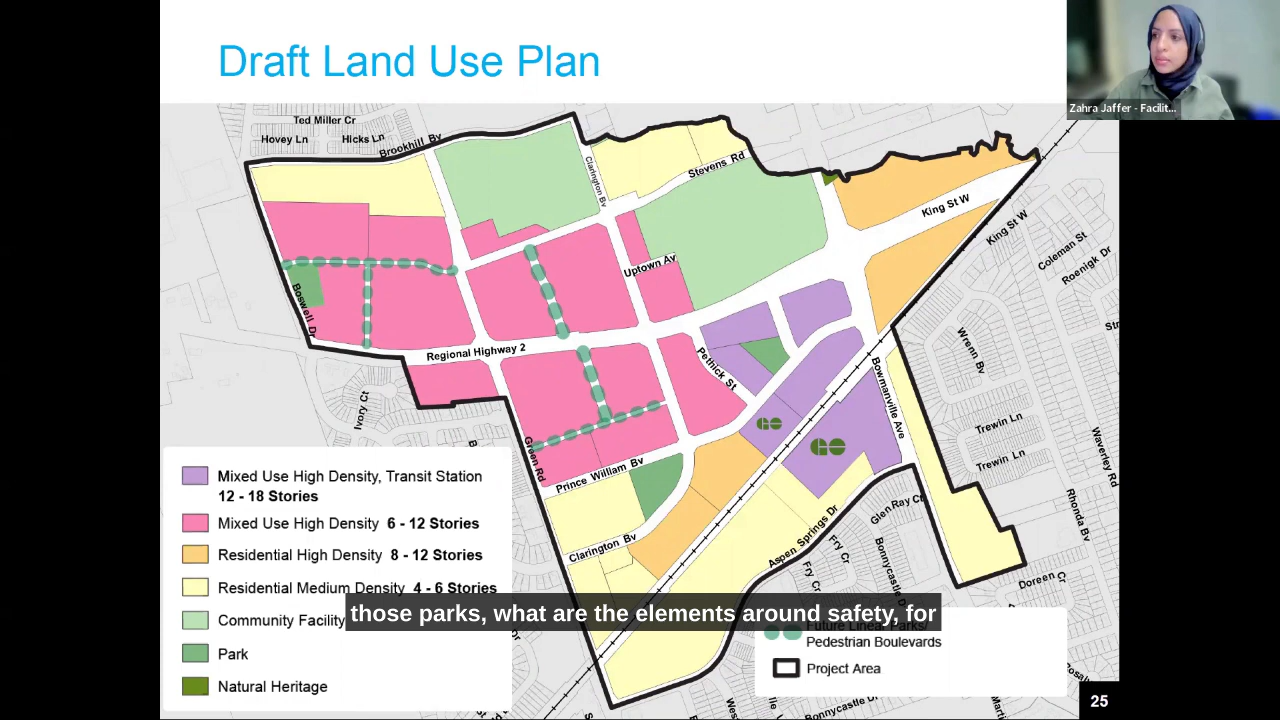 Draft Land Use Plan
Zahra Jaffer - Facilit...
Ted Miller Cr
Hovey Ln
Hicks Ln
Brookhill Bv
Clarington Bv
Stevens Rd
King St W
King St W
Coleman St
Roenigk Dr
Uptown Av
Boswell Dr
Regional Highway 2
Pethick St
Bowmanville Ave
Wrenn Bv
Ivory Ct
Trewin Ln
Trewin Ln
Waverley Rd
Green Rd
Prince William Bv
GO
GO
Glen Ray Ct
Rhonda Bv
Clarington Bv
Aspen Springs Dr
Fry Cr
Fry Cr
Bonnycastle Dr
Doreen Cr
Mixed Use High Density, Transit Station
12 - 18 Stories
Mixed Use High Density 6 - 12 Stories
Residential High Density 8 - 12 Stories
Residential Medium Density 4 - 6 Stories
Community Facility
Park
Natural Heritage
those parks, what are the elements around safety, for
Future Linear Parks/
Pedestrian Boulevards
Project Area
Bonnycastle Dr
25